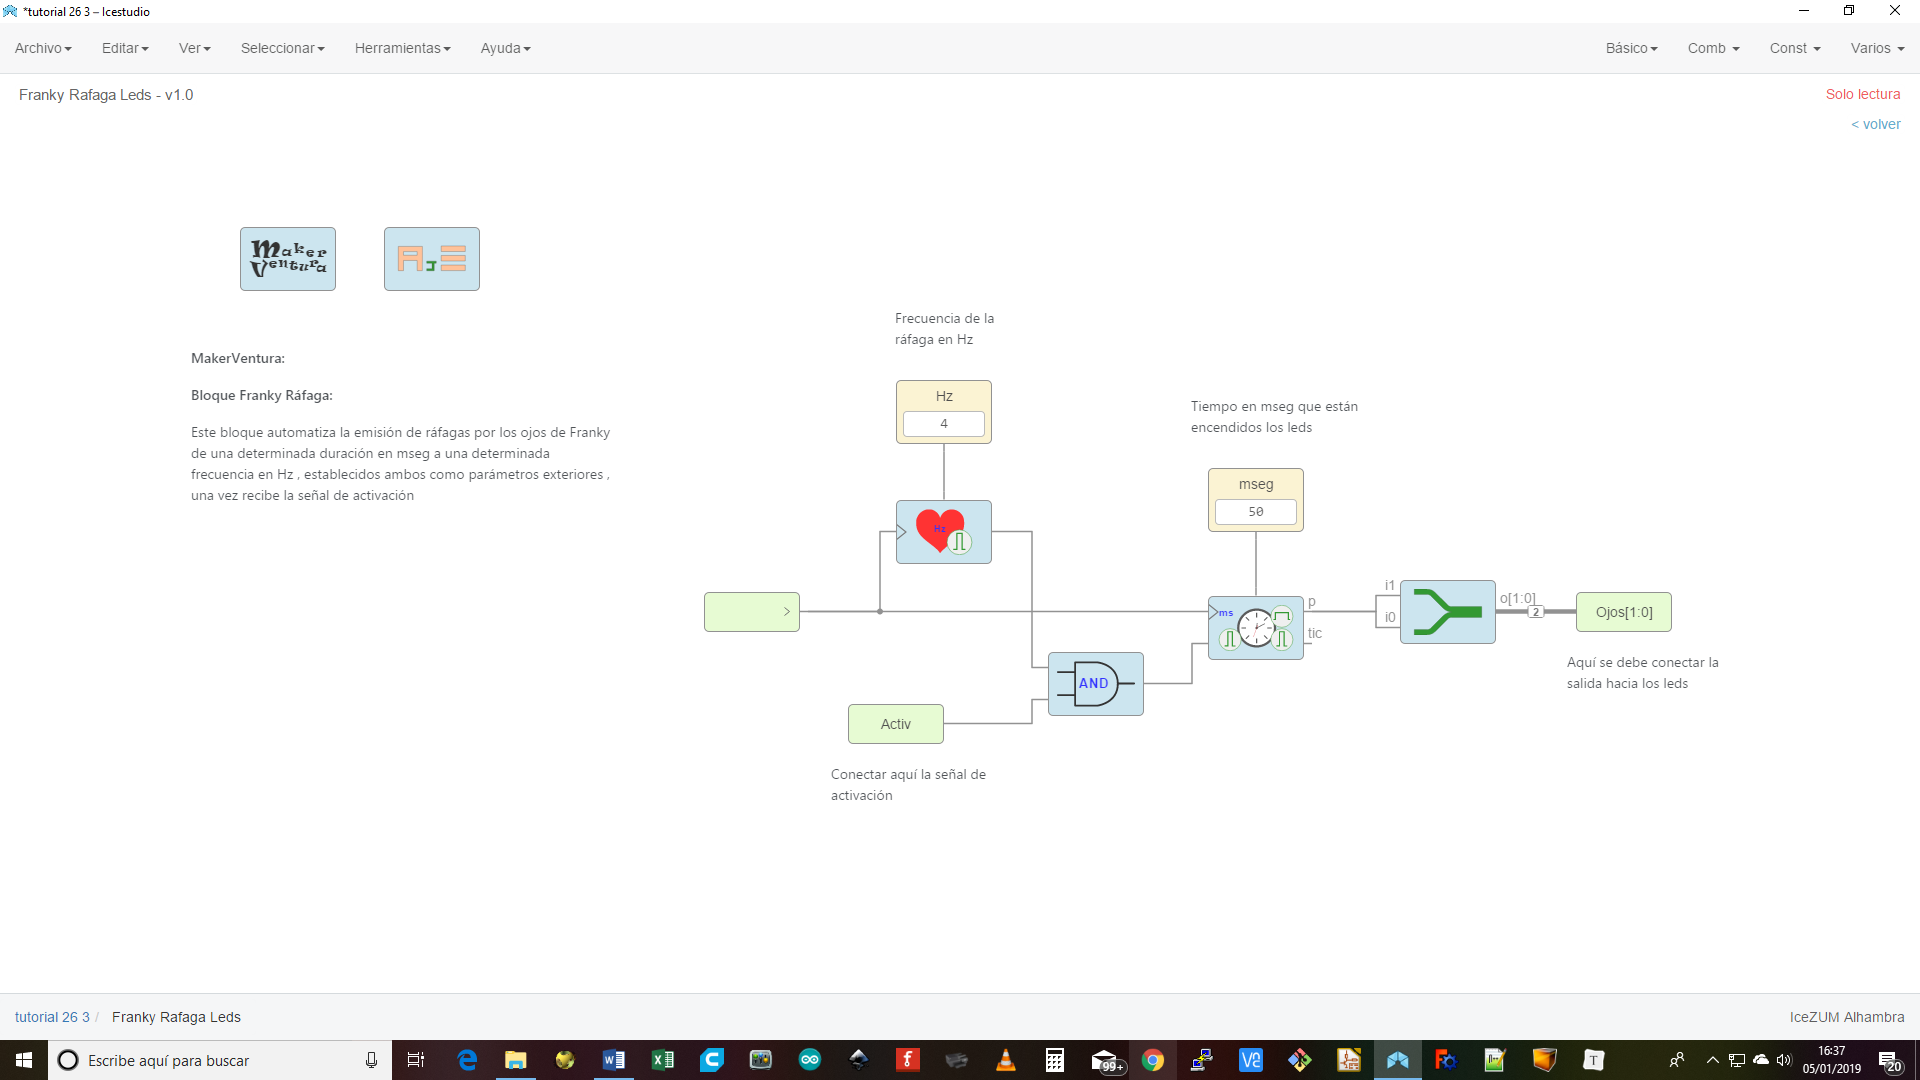 *tutorial 26 3 – Icestudio
Archivo Editar Ver Seleccionar Herramientas Ayuda Básico Comb Const Varios
Franky Rafaga Leds - v1.0
Solo lectura
< volver
Maker
Ventura
AJE
MakerVentura:
Bloque Franky Ráfaga:
Este bloque automatiza la emisión de ráfagas por los ojos de Franky
de una determinada duración en mseg a una determinada
frecuencia en Hz , establecidos ambos como parámetros exteriores ,
una vez recibe la señal de activación
Frecuencia de la
ráfaga en Hz
Hz
4
Hz
Tiempo en mseg que están
encendidos los leds
mseg
50
ms
p
tic
i1
i0
o[1:0]
2
Ojos[1:0]
Aquí se debe conectar la
salida hacia los leds
AND
Activ
Conectar aquí la señal de
activación
tutorial 26 3 / Franky Rafaga Leds
IceZUM Alhambra
Escribe aquí para buscar
99+
16:37
05/01/2019
20